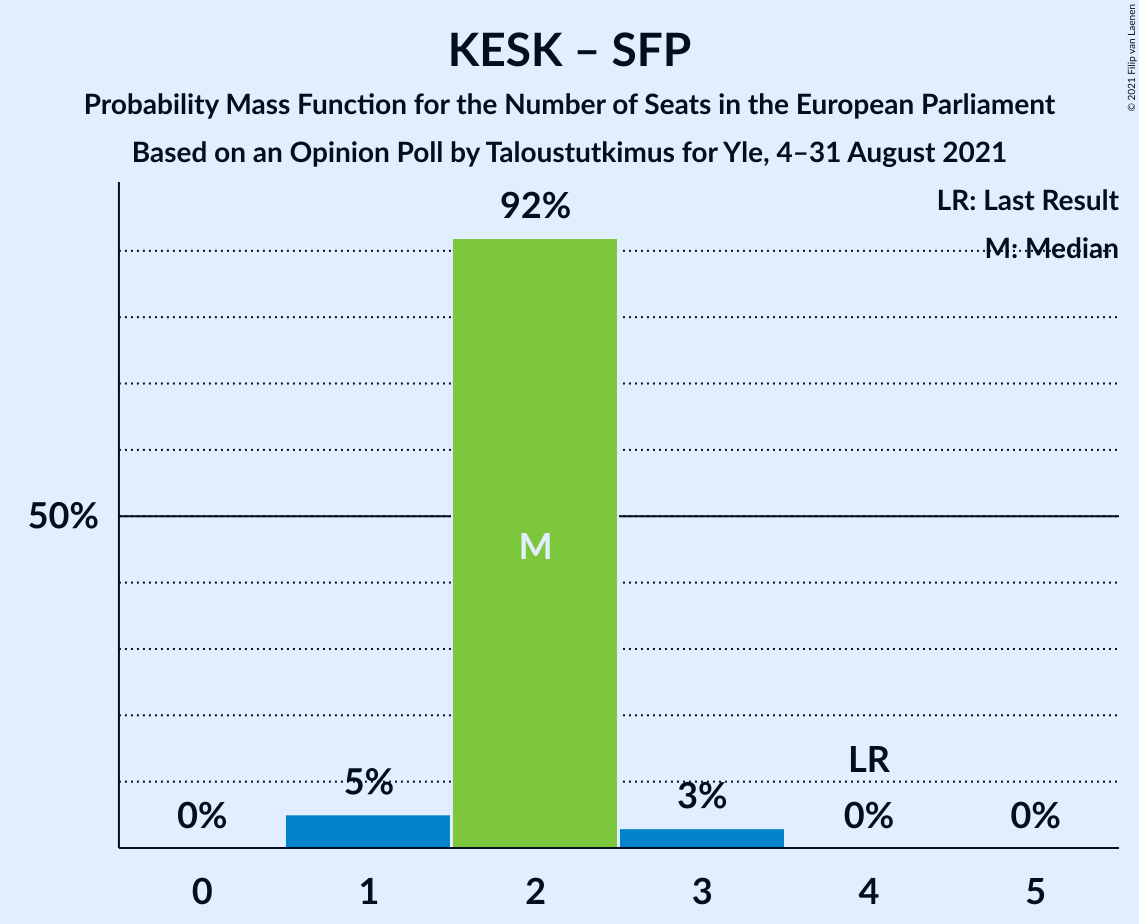 KESK – SFP
Probability Mass Function for the Number of Seats in the European Parliament
Based on an Opinion Poll by Taloustutkimus for Yle, 4–31 August 2021
© 2021 Filip van Laenen
LR: Last Result
M: Median
92%
50%
M
LR
5%
3%
0%
0%
0%
0 1 2 3 4 5